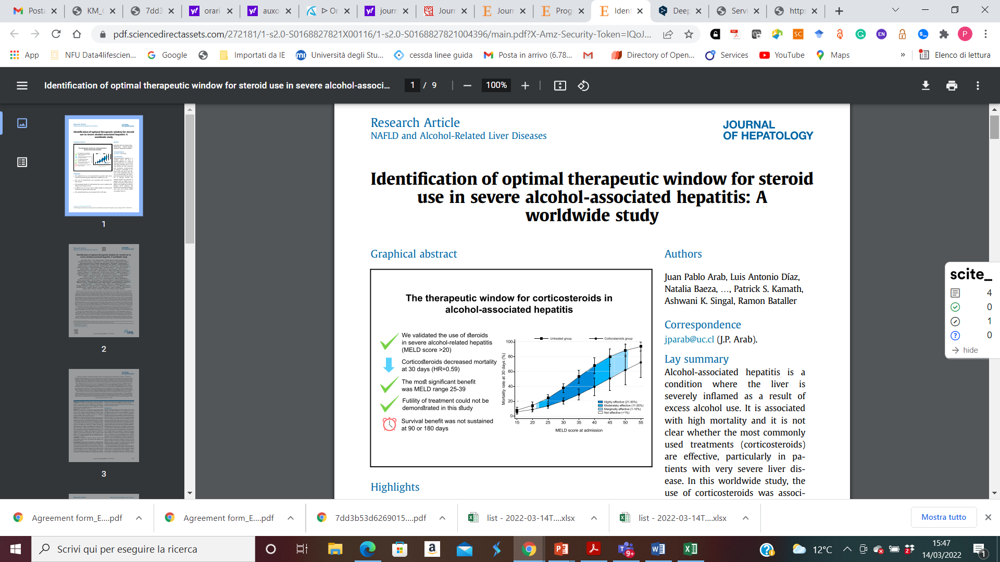 Posta
KM_
7dd3
orari
auxo
Or
journ
Journ
Journ
Prog
Iden
Deep
Servi
http
pdf.sciencedirectassets.com/272181/1-s2.0-S0168827821X00116/1-s2.0-S0168827821004396/main.pdf?X-Amz-Security-Token=IQoJ...
App
NFU Data4lifescien...
Google
Importati da IE
Università degli Stu...
cessda linee guida
Posta in arrivo (6.78...
Directory of Open...
Services
YouTube
Maps
»
Elenco di lettura
Identification of optimal therapeutic window for steroid use in severe alcohol-associ...
1 / 9
100%
1
2
3
Research Article
NAFLD and Alcohol-Related Liver Diseases
JOURNAL
OF HEPATOLOGY
Identification of optimal therapeutic window for steroid
use in severe alcohol-associated hepatitis: A
worldwide study
Graphical abstract
The therapeutic window for corticosteroids in
alcohol-associated hepatitis
We validated the use of steroids
in severe alcohol-related hepatitis
(MELD score >20)
Corticosteroids decreased mortality
at 30 days (HR=0.59)
The most significant benefit
was MELD range 25-39
Futility of treatment could not be
demonstrated in this study
Survival benefit was not sustained
at 90 or 180 days
Untreated group
Corticosteroids group
Mortality rate at 30 days (%)
100
80
60
40
20
0
Highly effective (21-30%)
Moderately effective (11-20%)
Marginally effective (1-10%)
Not effective (<1%)
15 20 25 30 35 40 45 50 55
MELD score at admission
Highlights
Authors
Juan Pablo Arab, Luis Antonio Díaz,
Natalia Baeza, ..., Patrick S. Kamath,
Ashwani K. Singal, Ramon Bataller
Correspondence
jparab@uc.cl (J.P. Arab).
Lay summary
Alcohol-associated hepatitis is a
condition where the liver is
severely inflamed as a result of
excess alcohol use. It is associated
with high mortality and it is not
clear whether the most commonly
used treatments (corticosteroids)
are effective, particularly in pa-
tients with very severe liver dis-
ease. In this worldwide study, the
use of corticosteroids was associ-
scite_
4
0
1
0
hide
Agreement form_E....pdf
Agreement form_E....pdf
7dd3b53d6269015....pdf
list - 2022-03-14T....xlsx
list - 2022-03-14T....xlsx
Mostra tutto
Scrivi qui per eseguire la ricerca
12°C
15:47
14/03/2022
1